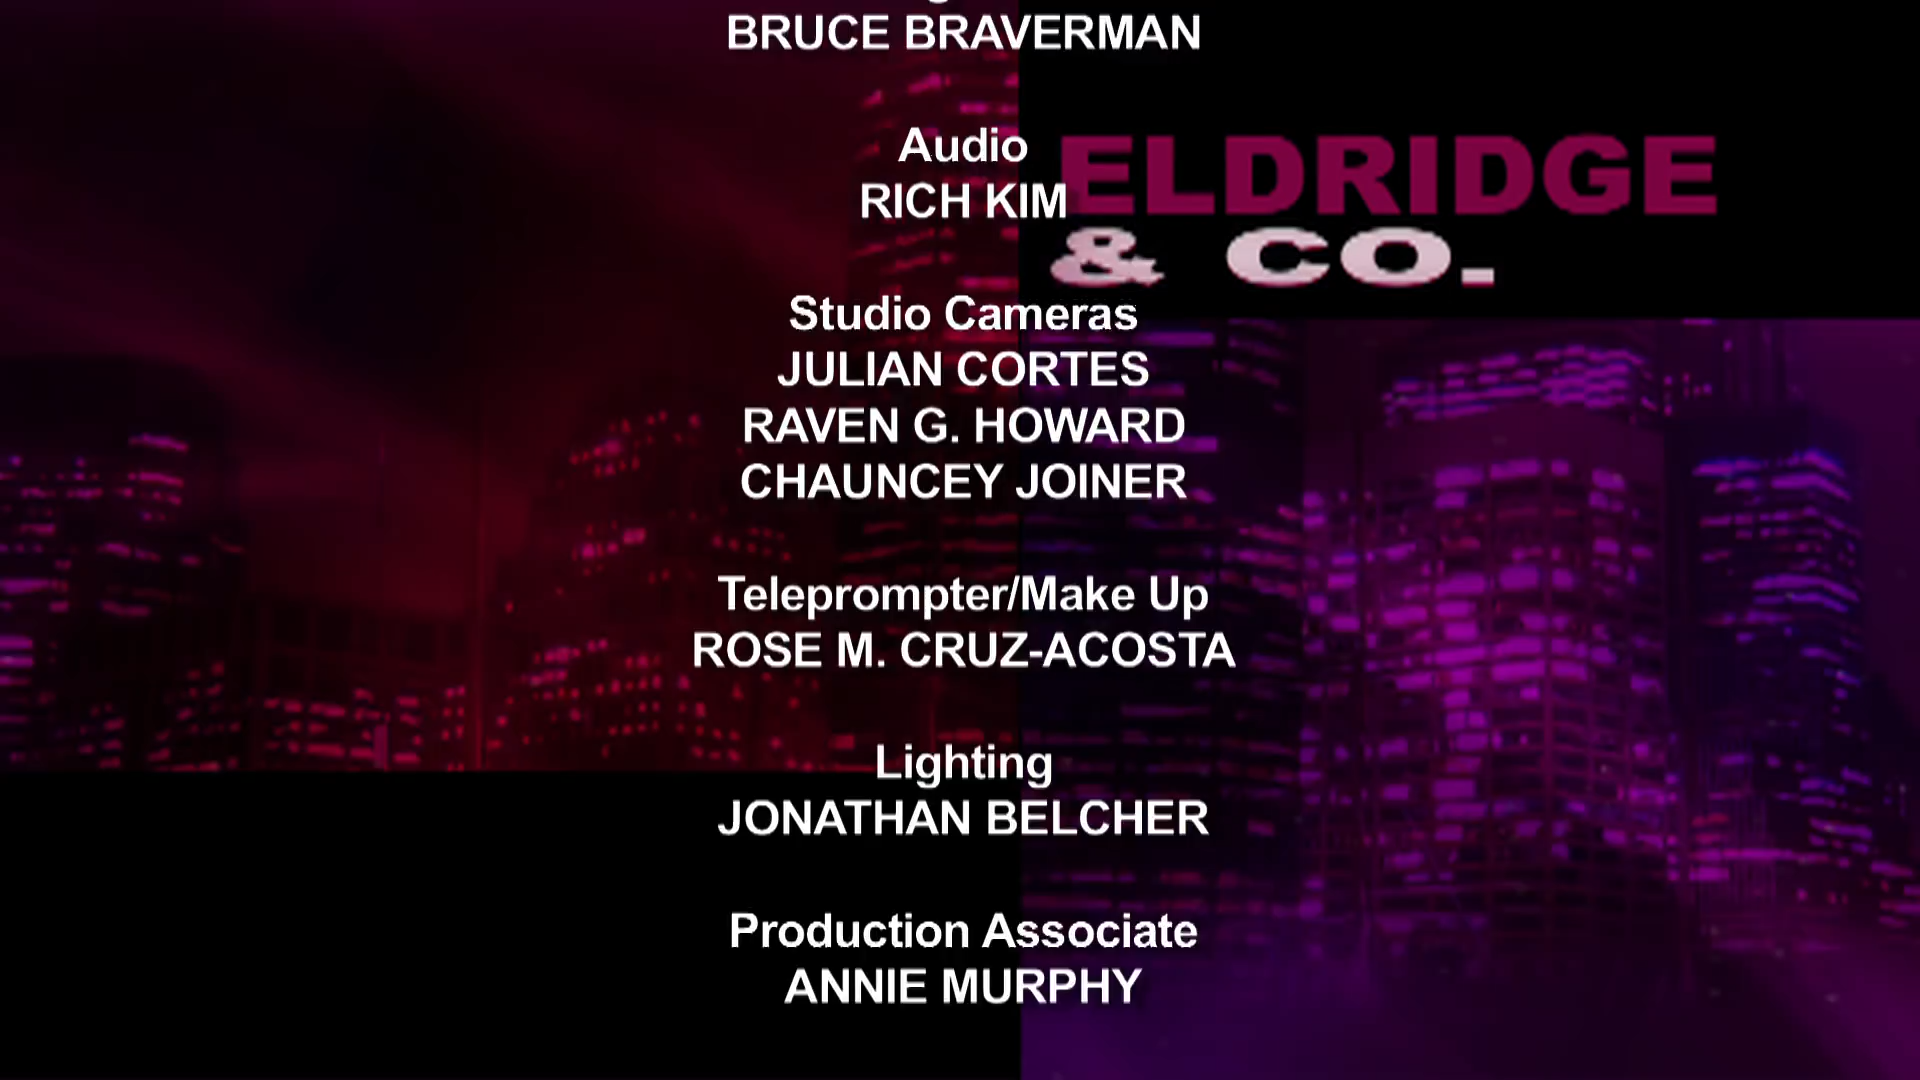 BRUCE BRAVERMAN
Audio
RICH KIM
ELDRIDGE
& CO.
Studio Cameras
JULIAN CORTES
RAVEN G. HOWARD
CHAUNCEY JOINER
Teleprompter/Make Up
ROSE M. CRUZ-ACOSTA
Lighting
JONATHAN BELCHER
Production Associate
ANNIE MURPHY